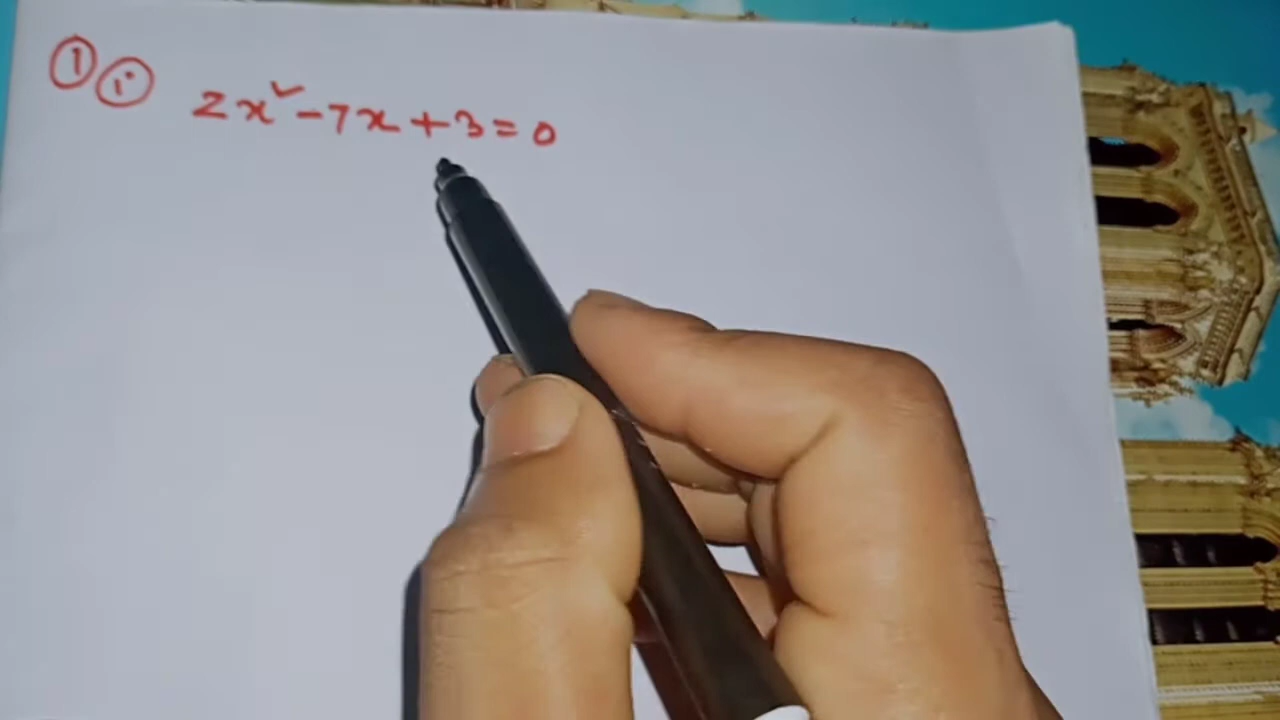 ① ⓘ 2x² - 7x + 3 = 0